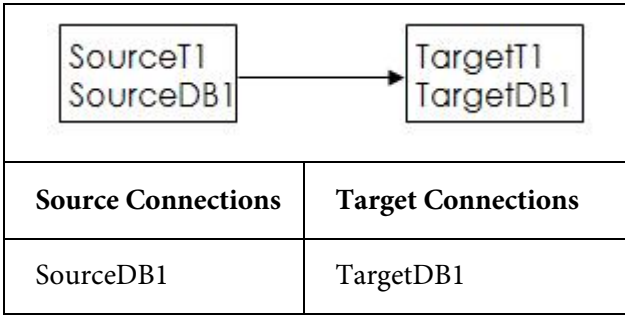 SourceT1
SourceDB1
TargetT1
TargetDB1
Source Connections
Target Connections
SourceDB1
TargetDB1